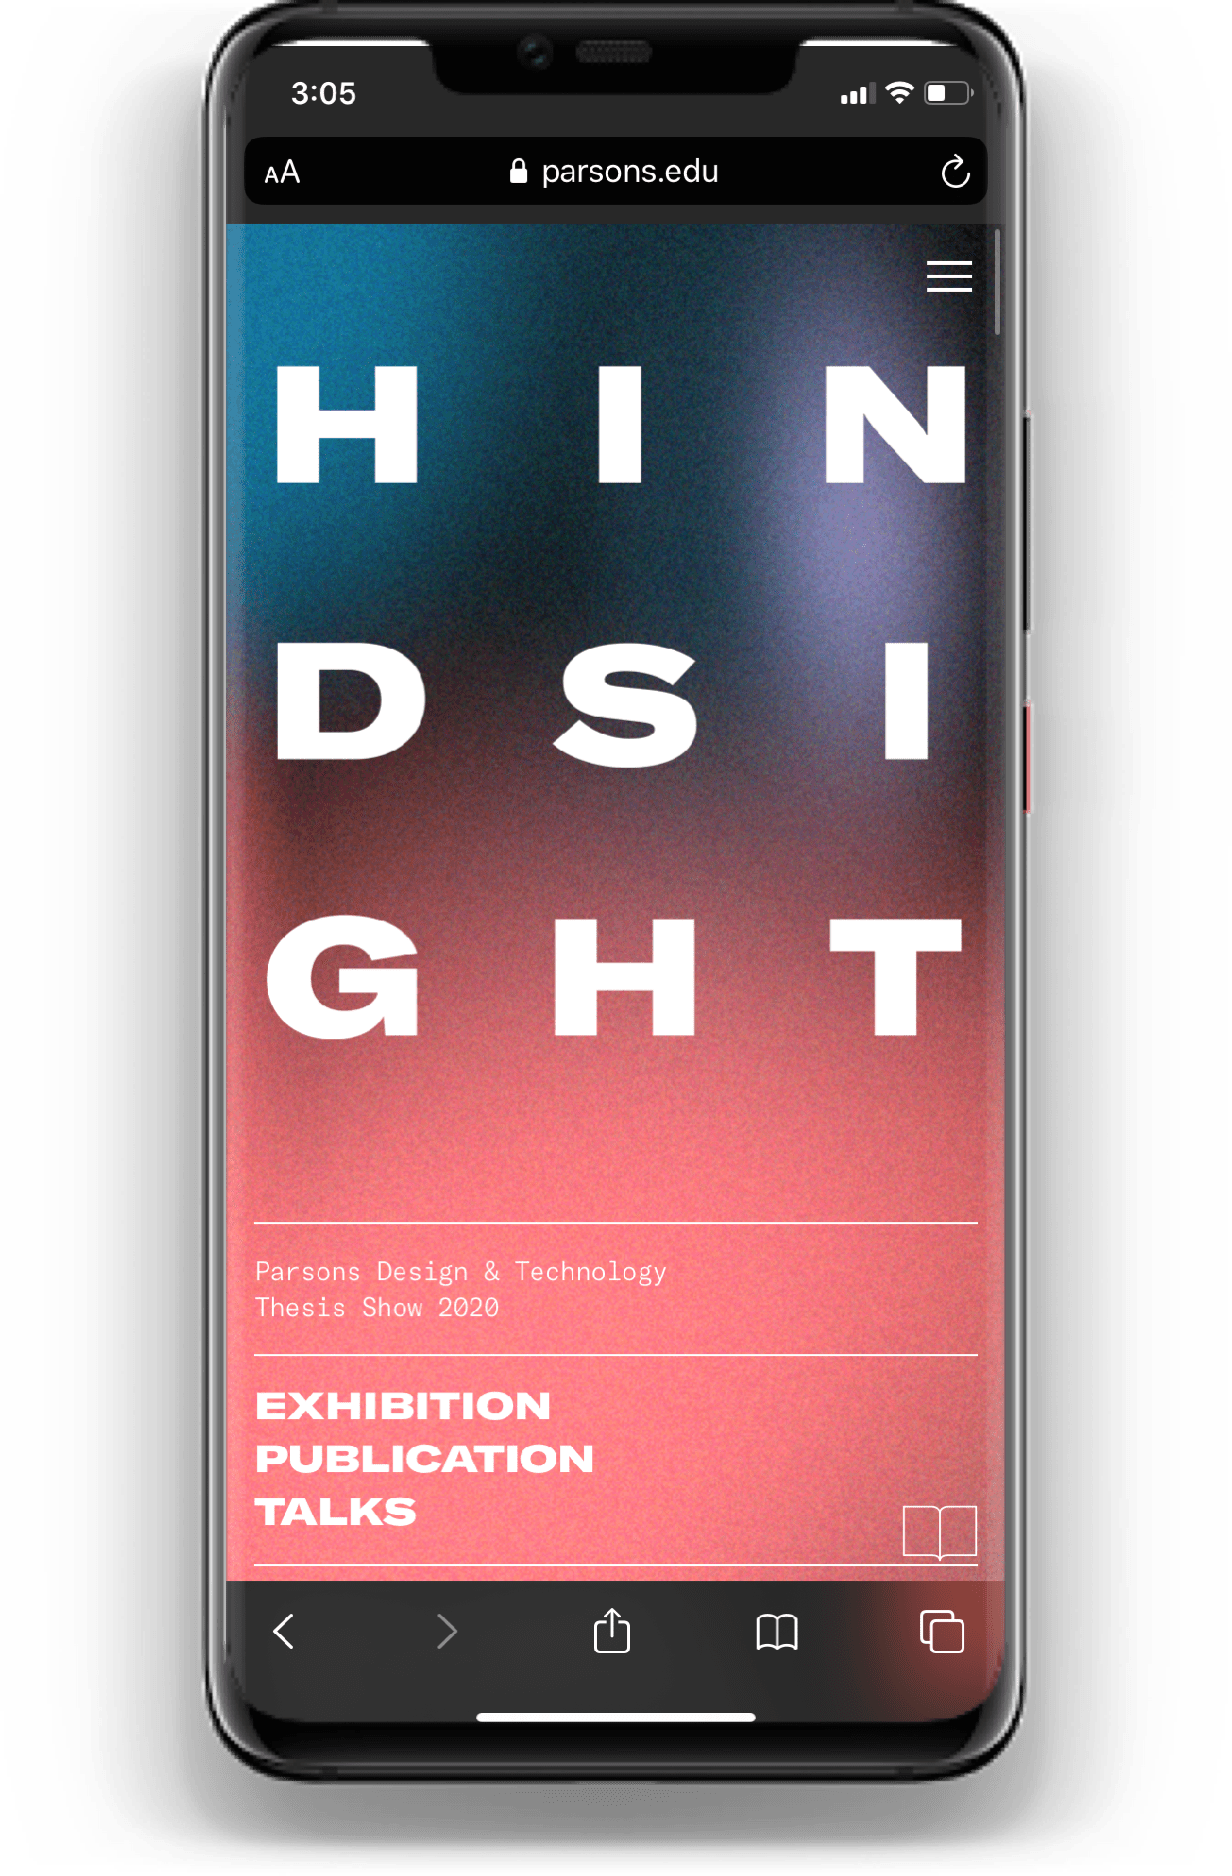 3:05
AA parsons.edu
H I N
D S I
G H T
Parsons Design & Technology
Thesis Show 2020
EXHIBITION
PUBLICATION
TALKS